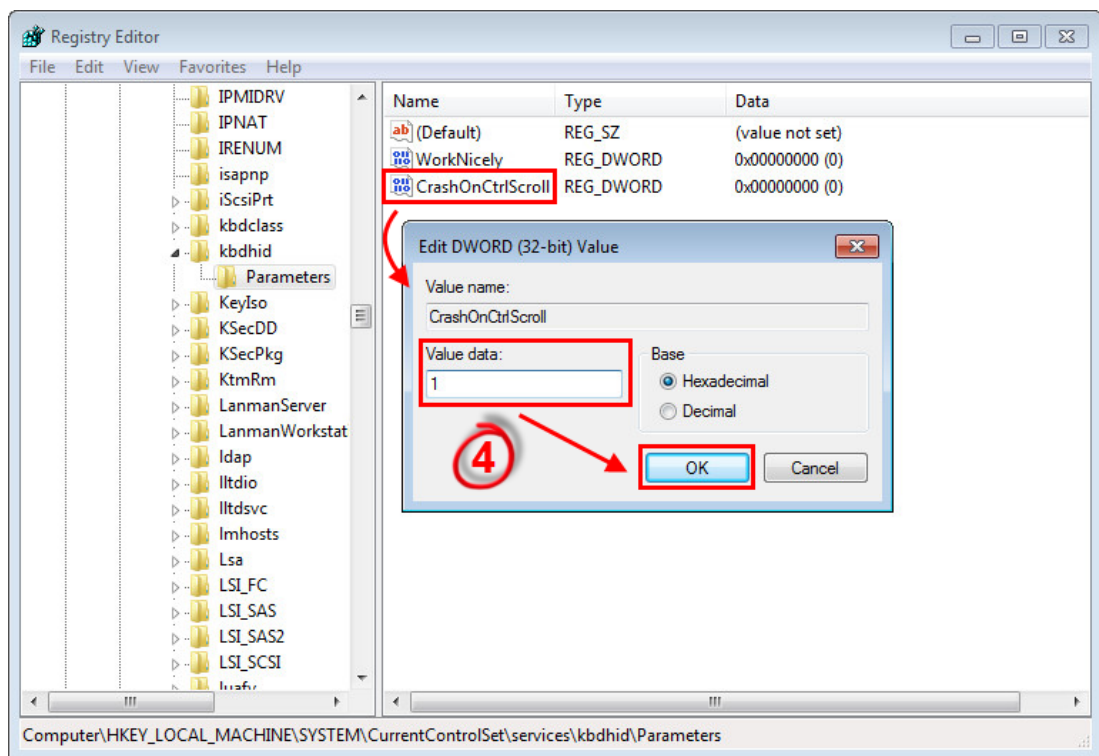 Registry Editor
File Edit View Favorites Help
IPMIDRV
IPNAT
IRENUM
isapnp
iScsiPrt
kbdclass
kbdhid
Parameters
KeyIso
KSecDD
KSecPkg
KtmRm
LanmanServer
LanmanWorkstat
ldap
lltdio
lltdsvc
lmhosts
Lsa
LSI_FC
LSI_SAS
LSI_SAS2
LSI_SCSI
luafv
Name Type Data
(Default) REG_SZ (value not set)
WorkNicely REG_DWORD 0x00000000 (0)
CrashOnCtrlScroll REG_DWORD 0x00000000 (0)
Edit DWORD (32-bit) Value
Value name:
CrashOnCtrlScroll
Value data:
1
Base
Hexadecimal
Decimal
4
OK Cancel
Computer\HKEY_LOCAL_MACHINE\SYSTEM\CurrentControlSet\services\kbdhid\Parameters